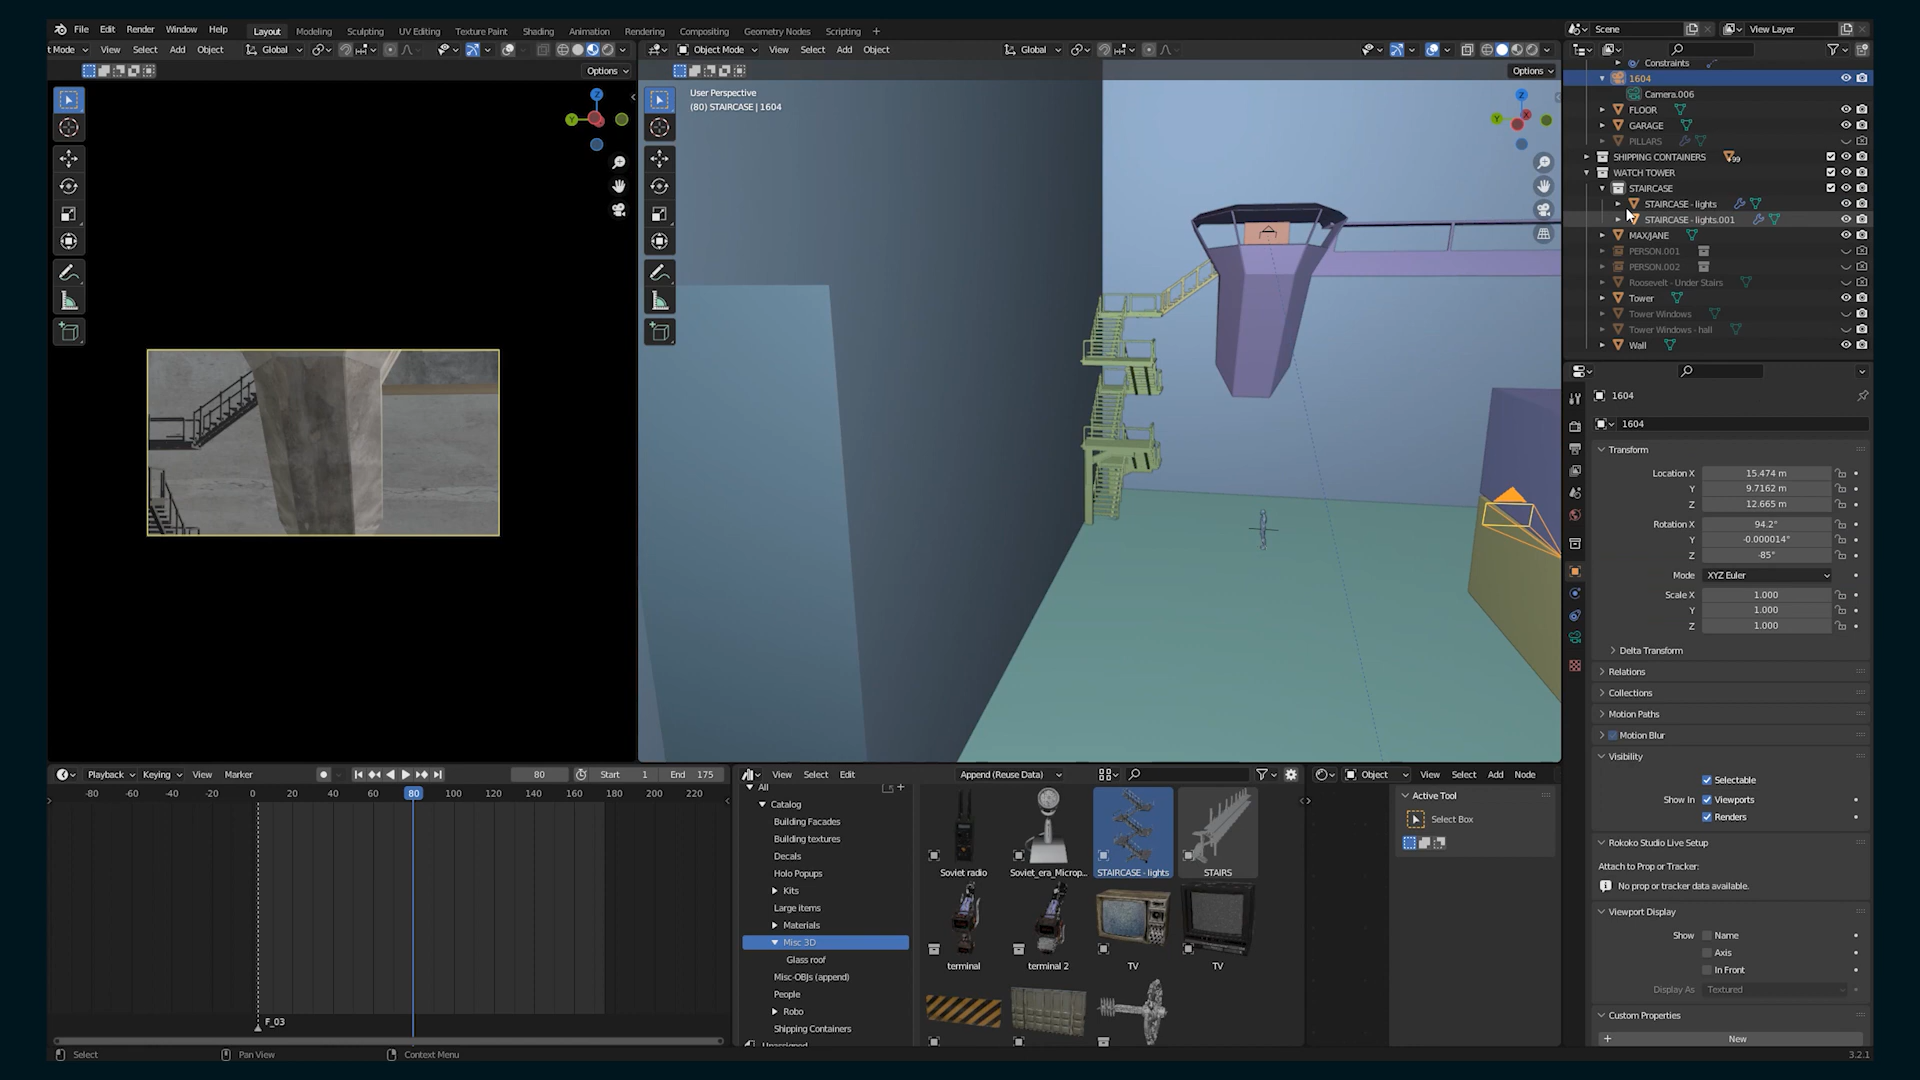 File Edit Render Window Help Layout Modeling Sculpting UV Editing Texture Paint Shading Animation Rendering Compositing Geometry Nodes Scripting + Scene View Layer
t Mode View Select Add Object Global Object Mode View Select Add Object Global
Options Options
User Perspective
(80) STAIRCASE | 1604
Constraints
1604
Camera.006
FLOOR
GARAGE
PILLARS
SHIPPING CONTAINERS 99
WATCH TOWER
STAIRCASE
STAIRCASE - lights
STAIRCASE - lights.001
MAX/JANE
PERSON.001
PERSON.002
Roosevelt - Under Stairs
Tower
Tower Windows
Tower Windows - hall
Wall
1604
1604
Transform
Location X 15.474 m
Y 9.7162 m
Z 12.665 m
Rotation X 94.2°
Y -0.000014°
Z -85°
Mode XYZ Euler
Scale X 1.000
Y 1.000
Z 1.000
Delta Transform
Relations
Collections
Motion Paths
Motion Blur
Visibility
Selectable
Show In Viewports
Renders
Rokoko Studio Live Setup
Attach to Prop or Tracker:
No prop or tracker data available.
Viewport Display
Show Name
Axis
In Front
Display As Textured
Custom Properties
New
Playback Keying View Marker 80 Start 1 End 175
-80 -60 -40 -20 0 20 40 60 80 100 120 140 160 180 200 220
F_03
View Select Edit Append (Reuse Data)
All
Catalog
Building Facades
Building textures
Decals
Holo Popups
Kits
Large items
Materials
Misc 3D
Glass roof
Misc-OBJs (append)
People
Robo
Shipping Containers
Soviet radio Soviet_era_Microp... STAIRCASE - lights STAIRS
terminal terminal 2 TV TV
Object View Select Add Node
Active Tool
Select Box
Select Pan View Context Menu 3.2.1